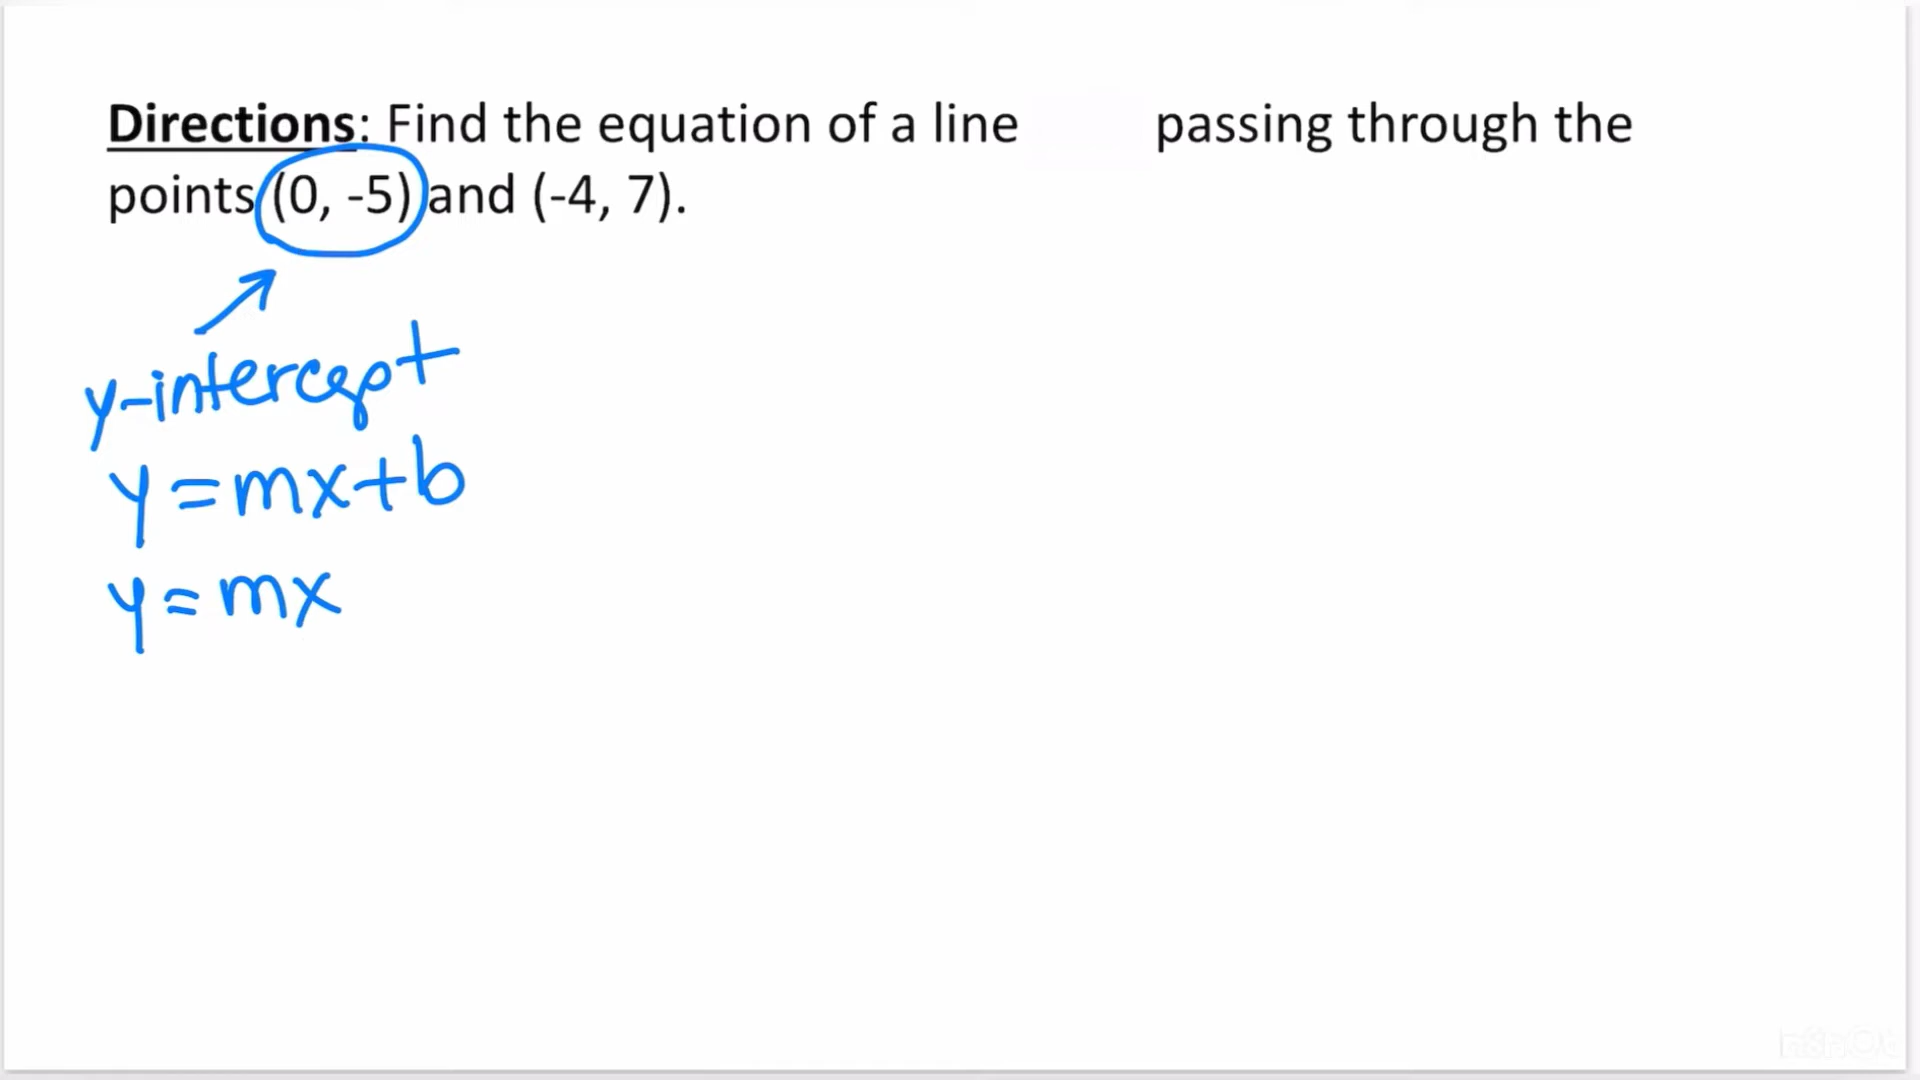 Directions: Find the equation of a line passing through the
points (0, -5) and (-4, 7).
y-intercept
y = mx + b
y = mx